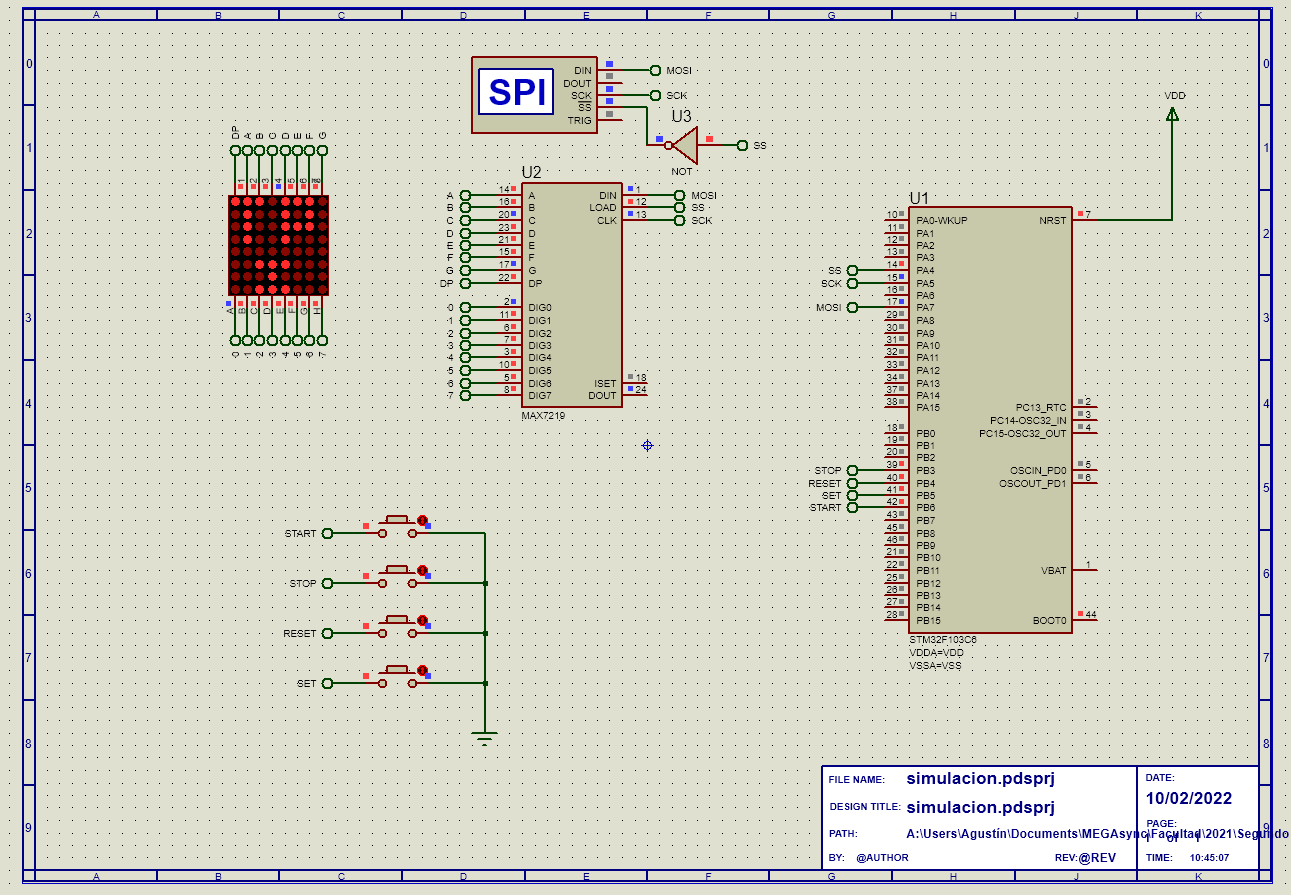 A B C D E F G H J K
0 0
DIN MOSI
DOUT
SPI
SCK SCK
SS
TRIG
U3
SS
NOT
VDD
1 1
DP A B C D E F G
1 2 3 4 5 6 7 8
U2
A 14 A DIN 1 MOSI
B 16 B LOAD 12 SS
C 20 C CLK 13 SCK
D 23 D
E 21 E
F 15 F
G 17 G
DP 22 DP
0 2 DIG0
1 11 DIG1
2 6 DIG2
3 7 DIG3
4 3 DIG4
5 10 DIG5
6 5 DIG6 ISET 18
7 8 DIG7 DOUT 24
MAX7219
2 2
A B C D E F G H
0 1 2 3 4 5 6 7
3 3
4 4
U1
10 PA0-WKUP NRST 7
11 PA1
12 PA2
13 PA3
SS 14 PA4
SCK 15 PA5
16 PA6
MOSI 17 PA7
29 PA8
30 PA9
31 PA10
32 PA11
33 PA12
34 PA13
37 PA14
38 PA15 PC13_RTC 2
PC14-OSC32_IN 3
18 PB0 PC15-OSC32_OUT 4
19 PB1
20 PB2
STOP 39 PB3 OSCIN_PD0 5
RESET 40 PB4 OSCOUT_PD1 6
SET 41 PB5
START 42 PB6
43 PB7
45 PB8
46 PB9
21 PB10
22 PB11 VBAT 1
25 PB12
26 PB13
27 PB14
28 PB15 BOOT0 44
STM32F103C6
VDDA=VDD
VSSA=VSS
5 5
START
6 6
STOP
RESET
7 7
SET
8 8
9 9
FILE NAME: simulacion.pdsprj
DESIGN TITLE: simulacion.pdsprj
PATH: A:\Users\Agustín\Documents\MEGAsync\Facultad\2021\Segundo
BY: @AUTHOR REV:@REV
DATE:
10/02/2022
PAGE:
1 of 1
TIME: 10:45:07
A B C D E F G H J K